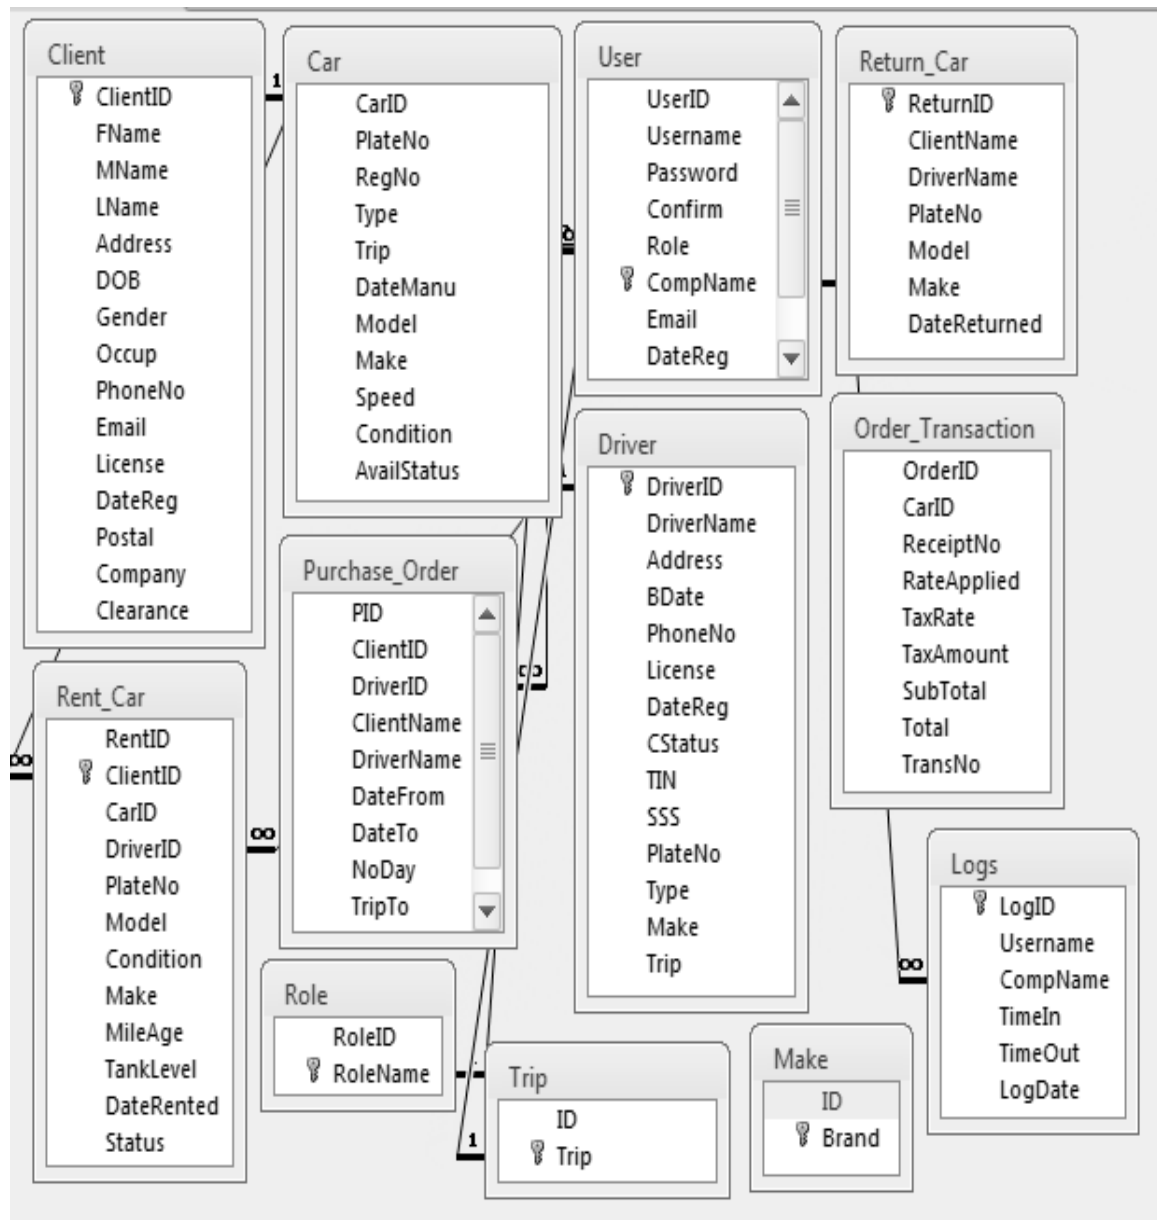 Client
ClientID
FName
MName
LName
Address
DOB
Gender
Occup
PhoneNo
Email
License
DateReg
Postal
Company
Clearance
1
Car
CarID
PlateNo
RegNo
Type
Trip
DateManu
Model
Make
Speed
Condition
AvailStatus
User
UserID
Username
Password
Confirm
Role
CompName
Email
DateReg
Return_Car
ReturnID
ClientName
DriverName
PlateNo
Model
Make
DateReturned
Driver
DriverID
DriverName
Address
BDate
PhoneNo
License
DateReg
CStatus
TIN
SSS
PlateNo
Type
Make
Trip
Order_Transaction
OrderID
CarID
ReceiptNo
RateApplied
TaxRate
TaxAmount
SubTotal
Total
TransNo
Purchase_Order
PID
ClientID
DriverID
ClientName
DriverName
DateFrom
DateTo
NoDay
TripTo
∞
Rent_Car
RentID
ClientID
CarID
DriverID
PlateNo
Model
Condition
Make
MileAge
TankLevel
DateRented
Status
∞
∞
Role
RoleID
RoleName
Trip
ID
Trip
1
Make
ID
Brand
Logs
LogID
Username
CompName
TimeIn
TimeOut
LogDate
∞